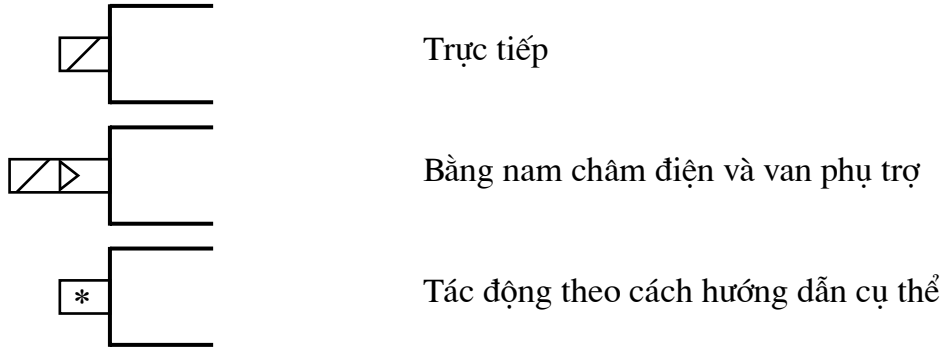 Trực tiếp
Bằng nam châm điện và van phụ trợ
* Tác động theo cách hướng dẫn cụ thể